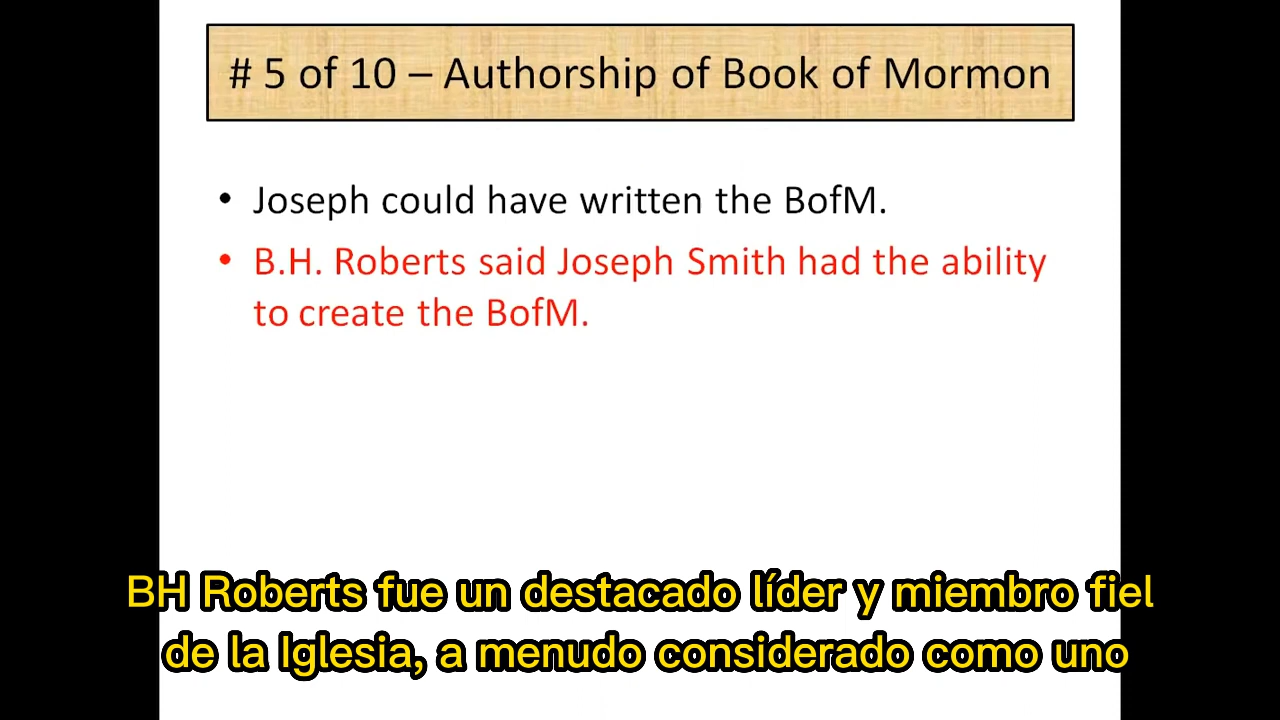 # 5 of 10 – Authorship of Book of Mormon
• Joseph could have written the BofM.
• B.H. Roberts said Joseph Smith had the ability
to create the BofM.
BH Roberts fue un destacado líder y miembro fiel
de la Iglesia, a menudo considerado como uno